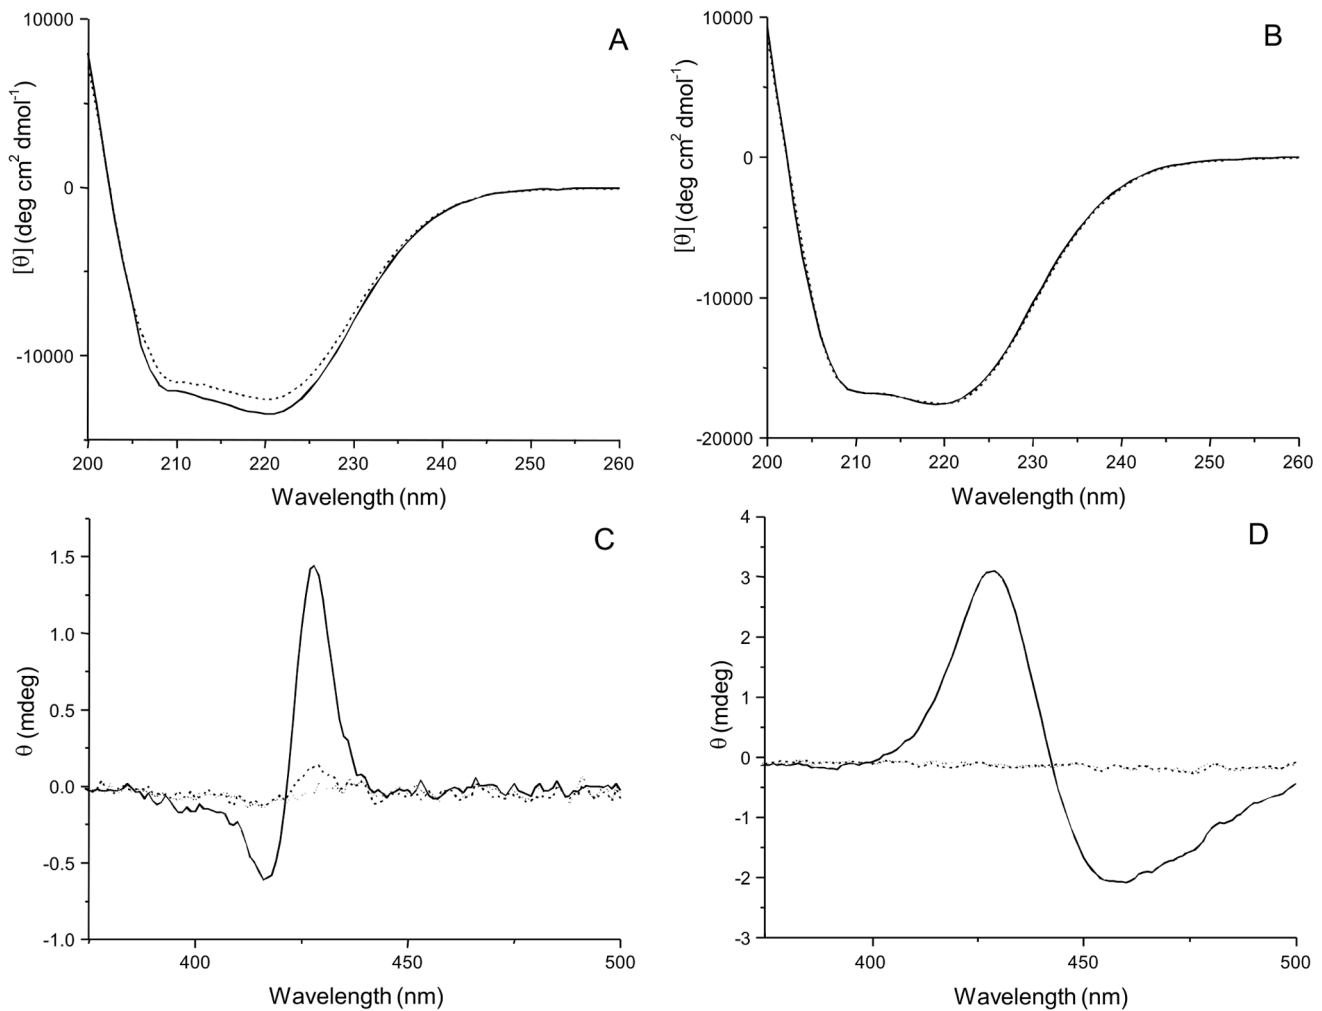 A
[θ] (deg cm² dmol⁻¹)
10000
0
-10000
200 210 220 230 240 250 260
Wavelength (nm)
B
[θ] (deg cm² dmol⁻¹)
10000
0
-10000
-20000
200 210 220 230 240 250 260
Wavelength (nm)
C
θ (mdeg)
1.5
1.0
0.5
0.0
-0.5
-1.0
400 450 500
Wavelength (nm)
D
θ (mdeg)
4
3
2
1
0
-1
-2
-3
400 450 500
Wavelength (nm)